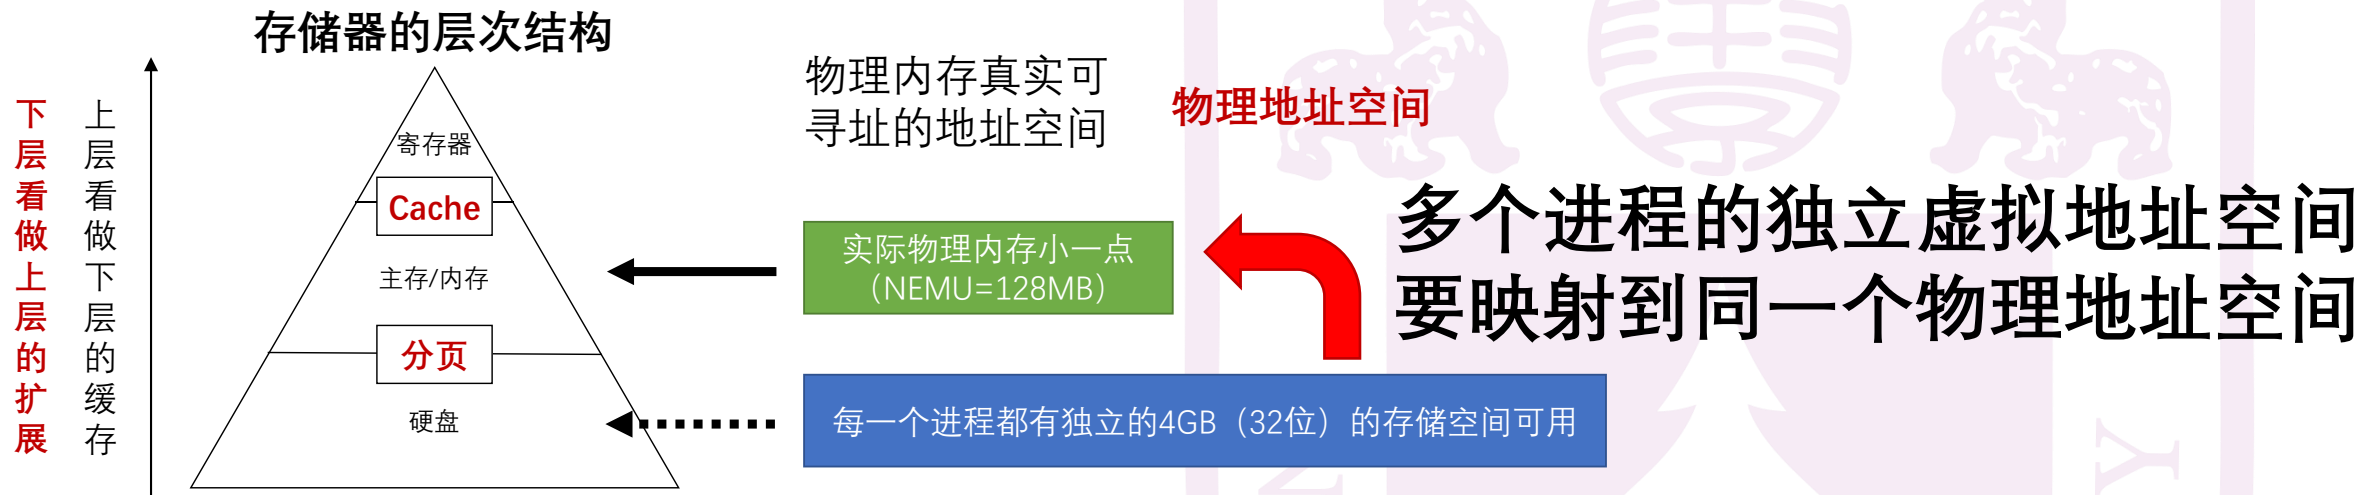 存储器的层次结构
下层看做上层的扩展
上层看做下层的缓存
寄存器
Cache
主存/内存
分页
硬盘
物理内存真实可
寻址的地址空间
物理地址空间
实际物理内存小一点
（NEMU=128MB）
多个进程的独立虚拟地址空间
要映射到同一个物理地址空间
每一个进程都有独立的4GB（32位）的存储空间可用
N
Y